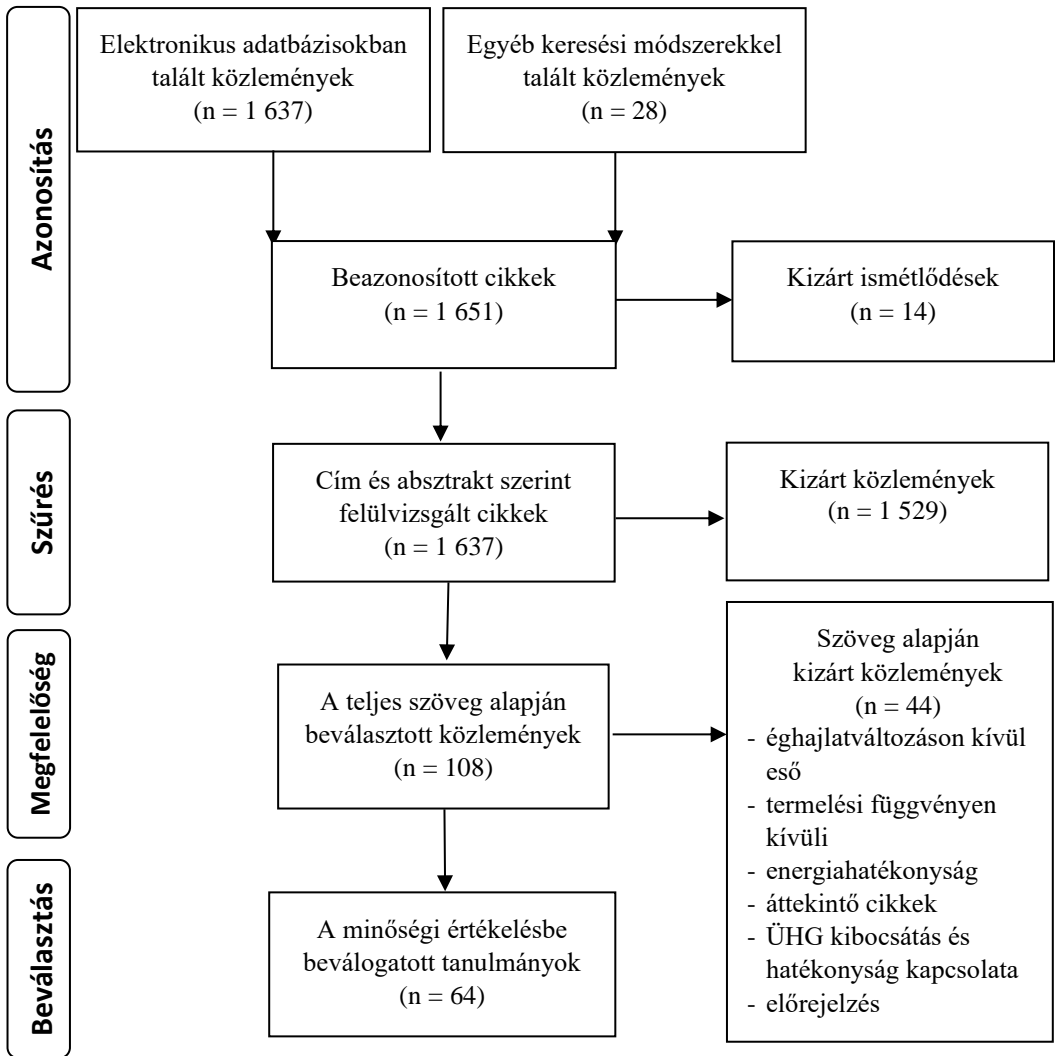 Azonosítás
Elektronikus adatbázisokban
talált közlemények
(n = 1 637)
Egyéb keresési módszerekkel
talált közlemények
(n = 28)
Beazonosított cikkek
(n = 1 651)
Kizárt ismétlődések
(n = 14)
Szűrés
Cím és absztrakt szerint
felülvizsgált cikkek
(n = 1 637)
Kizárt közlemények
(n = 1 529)
Megfelelőség
A teljes szöveg alapján
beválasztott közlemények
(n = 108)
Szöveg alapján
kizárt közlemények
(n = 44)
- éghajlatváltozáson kívül
eső
- termelési függvényen
kívüli
- energiahatékonyság
- áttekintő cikkek
- ÜHG kibocsátás és
hatékonyság kapcsolata
- előrejelzés
Beválasztás
A minőségi értékelésbe
beválogatott tanulmányok
(n = 64)